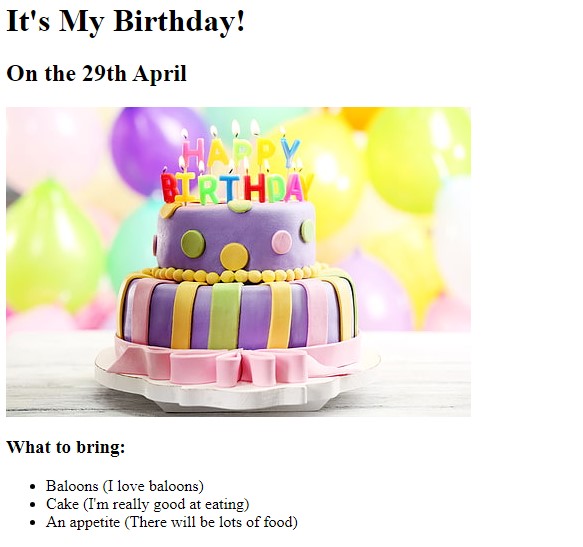 It's My Birthday!
On the 29th April
HAPPY
BIRTHDAY
What to bring:
Baloons (I love baloons)
Cake (I'm really good at eating)
An appetite (There will be lots of food)